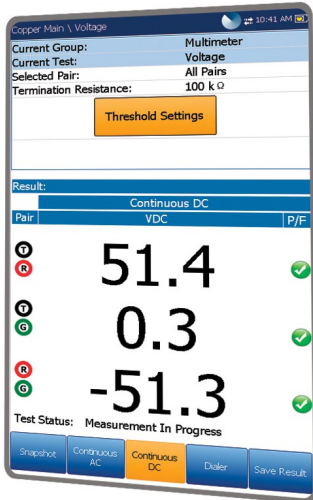 Copper Main \ Voltage 10:41 AM
Current Group: Multimeter
Current Test: Voltage
Selected Pair: All Pairs
Termination Resistance: 100 k Ω
Threshold Settings
Result:
Continuous DC
Pair VDC P/F
T
R
51.4
T
G
0.3
R
G
-51.3
Test Status: Measurement In Progress
Snapshot
Continuous
AC
Continuous
DC
Dialer
Save Result